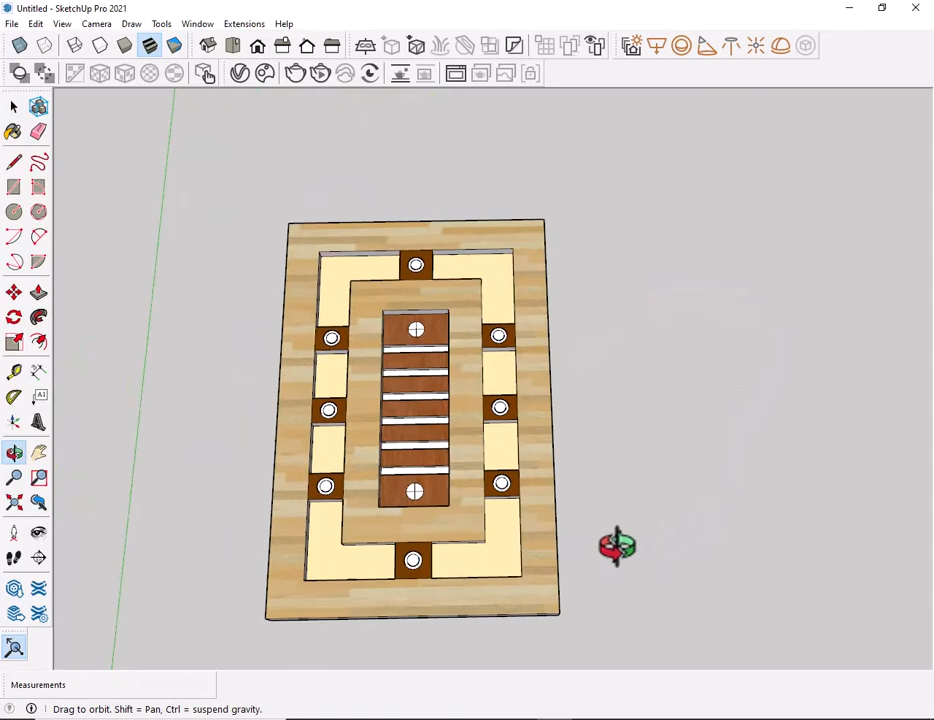 Untitled - SketchUp Pro 2021
File Edit View Camera Draw Tools Window Extensions Help
A1
Measurements
Drag to orbit. Shift = Pan, Ctrl = suspend gravity.